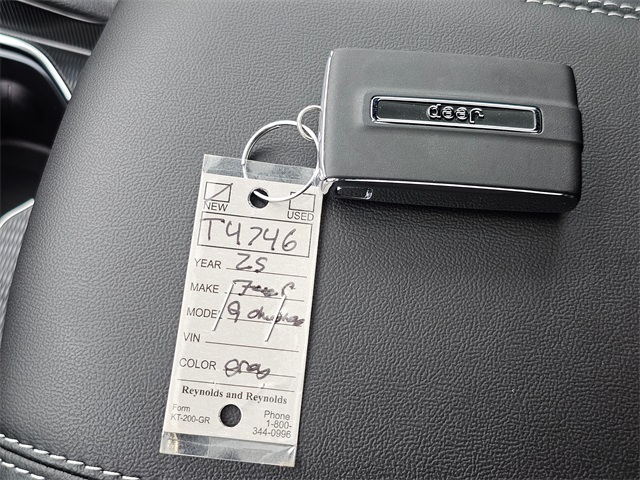 Jeep
NEW USED
T4746
YEAR 25
MAKE Jeep
MODEL G Cherokee
VIN
COLOR Grey
Reynolds and Reynolds
Form
KT-200-GR
Phone
1-800-
344-0996